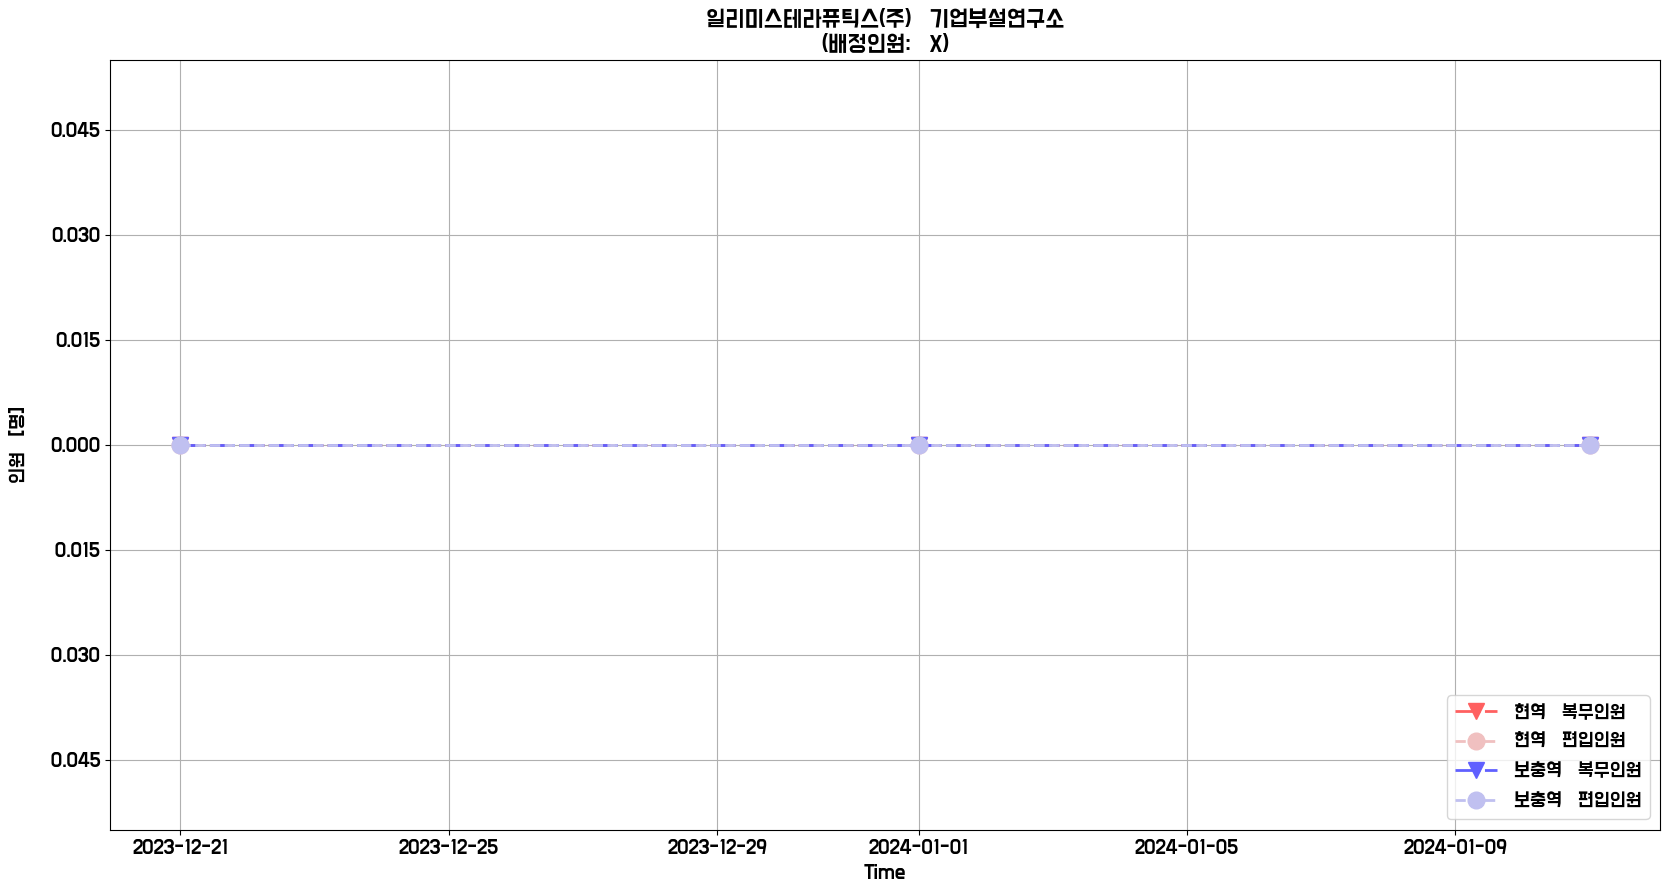 일리미스테라퓨틱스(주) 기업부설연구소
(배정인원: X)
0.045
0.030
0.015
0.000
0.015
0.030
0.045
인원 [명]
현역 복무인원
현역 편입인원
보충역 복무인원
보충역 편입인원
2023-12-21 2023-12-25 2023-12-29 2024-01-01 2024-01-05 2024-01-09
Time